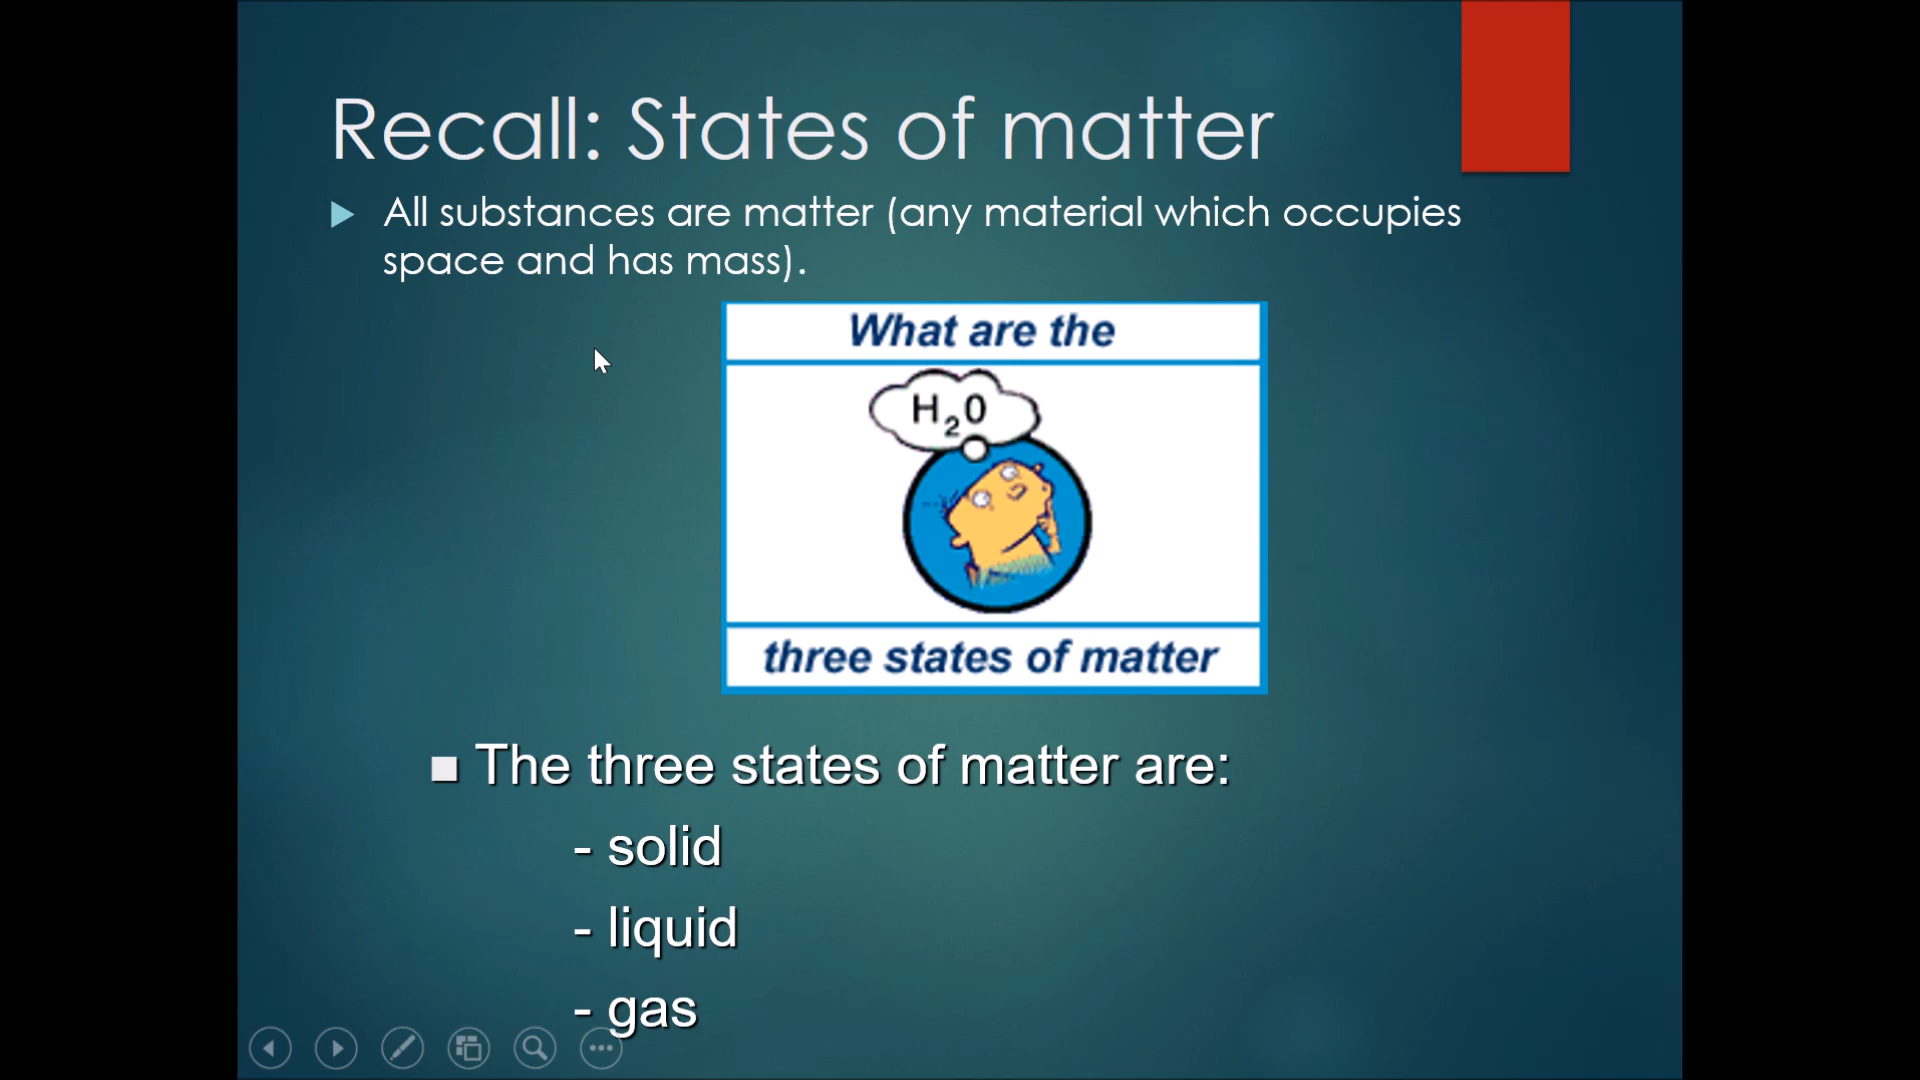 Recall: States of matter
All substances are matter (any material which occupies
space and has mass).
What are the
H₂0
three states of matter
The three states of matter are:
- solid
- liquid
- gas